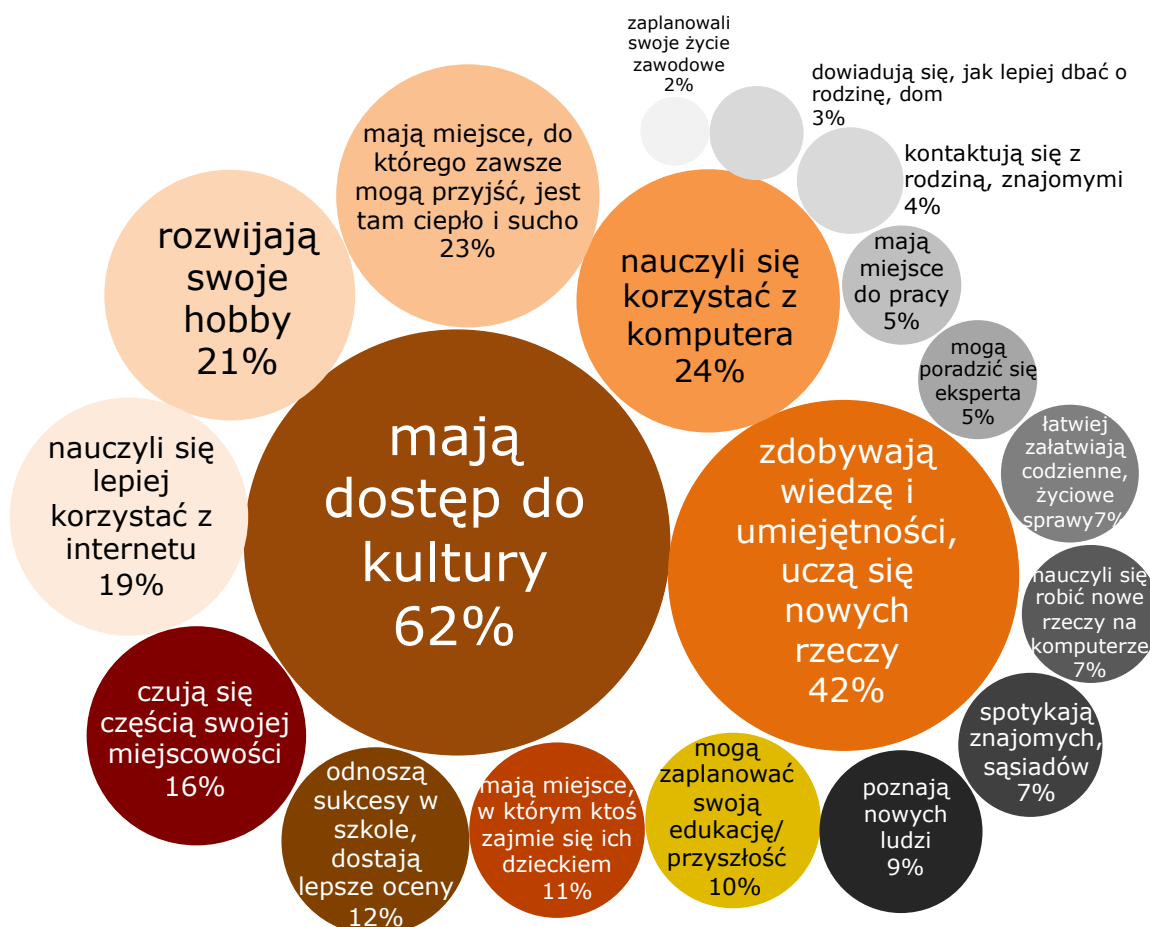 zaplanowali
swoje życie
zawodowe
2%
dowiadują się, jak lepiej dbać o
rodzinę, dom
3%
kontaktują się z
rodziną, znajomymi
4%
mają miejsce, do
którego zawsze
mogą przyjść, jest
tam ciepło i sucho
23%
rozwijają
swoje
hobby
21%
nauczyli się
korzystać z
komputera
24%
mają
miejsce
do pracy
5%
mogą
poradzić się
eksperta
5%
mają
dostęp do
kultury
62%
zdobywają
wiedzę i
umiejętności,
uczą się
nowych
rzeczy
42%
łatwiej
załatwiają
codzienne,
życiowe
sprawy7%
nauczyli się
lepiej
korzystać z
internetu
19%
nauczyli się
robić nowe
rzeczy na
komputerze
7%
czują się
częścią swojej
miejscowości
16%
spotykają
znajomych,
sąsiadów
7%
odnoszą
sukcesy w
szkole,
dostają
lepsze oceny
12%
mają miejsce,
w którym ktoś
zajmie się ich
dzieckiem
11%
mogą
zaplanować
swoją
edukację/
przyszłość
10%
poznają
nowych
ludzi
9%